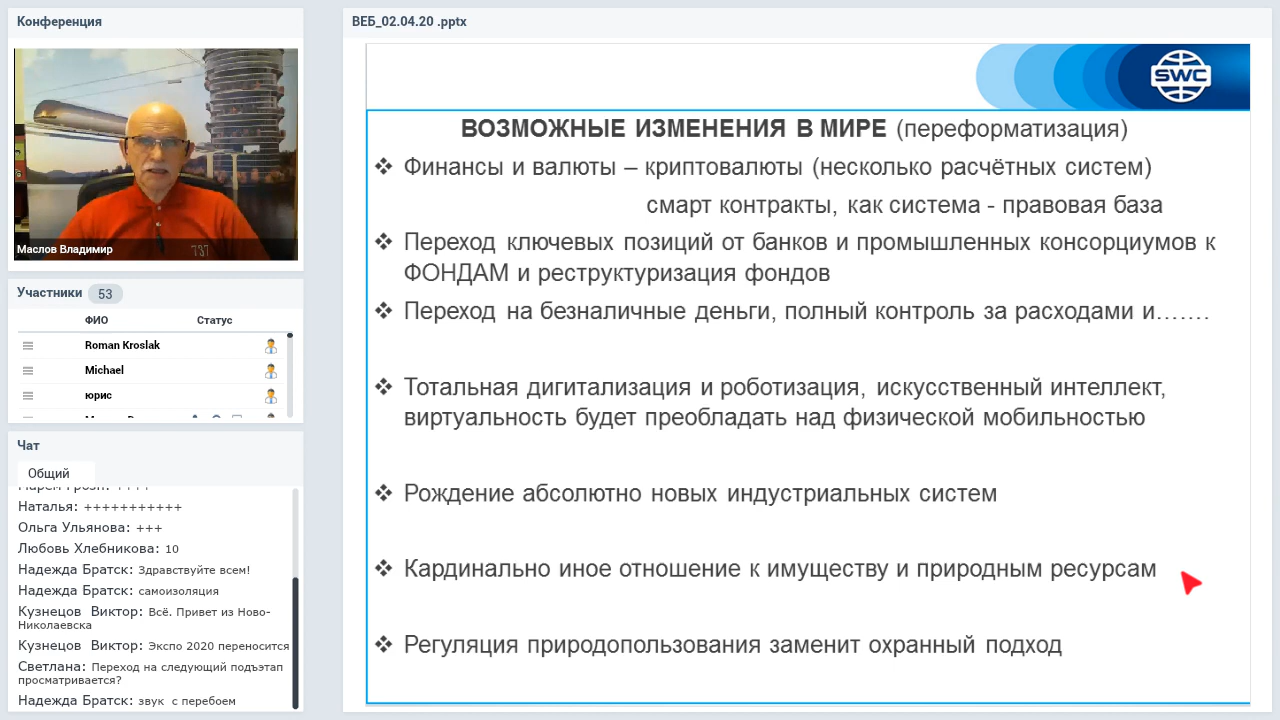 Конференция
Маслов Владимир
Участники 53
ФИО Статус
Roman Kroslak
Michael
юрис
Чат
Общий
Наталья: +++++++++++
Ольга Ульянова: +++
Любовь Хлебникова: 10
Надежда Братск: Здравствуйте всем!
Надежда Братск: самоизоляция
Кузнецов Виктор: Всё. Привет из Ново-
Николаевска
Кузнецов Виктор: Экспо 2020 переносится
Светлана: Переход на следующий подъэтап
просматривается?
Надежда Братск: звук с перебоем
ВЕБ_02.04.20 .pptx
SWC
ВОЗМОЖНЫЕ ИЗМЕНЕНИЯ В МИРЕ (переформатизация)
❖ Финансы и валюты – криптовалюты (несколько расчётных систем)
смарт контракты, как система - правовая база
❖ Переход ключевых позиций от банков и промышленных консорциумов к
ФОНДАМ и реструктуризация фондов
❖ Переход на безналичные деньги, полный контроль за расходами и…….
❖ Тотальная дигитализация и роботизация, искусственный интеллект,
виртуальность будет преобладать над физической мобильностью
❖ Рождение абсолютно новых индустриальных систем
❖ Кардинально иное отношение к имуществу и природным ресурсам
❖ Регуляция природопользования заменит охранный подход